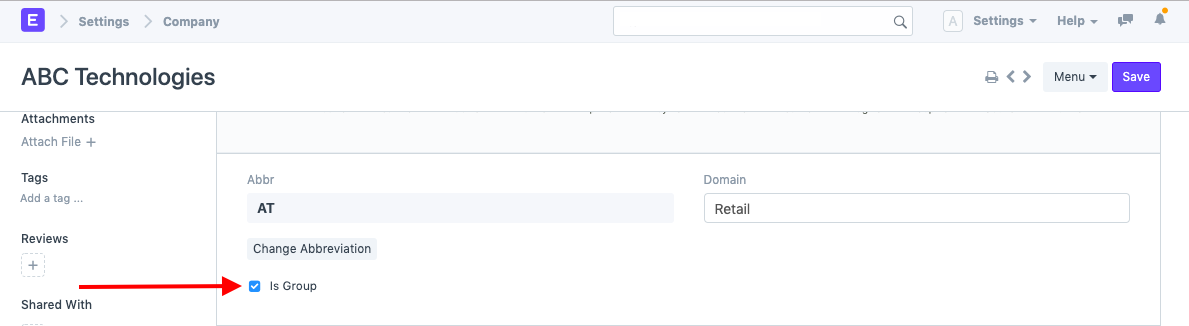 E Settings Company A Settings Help
ABC Technologies Menu Save
Attachments
Attach File +
Tags
Add a tag ...
Reviews
+
Shared With
Abbr
AT
Change Abbreviation
Is Group
Domain
Retail